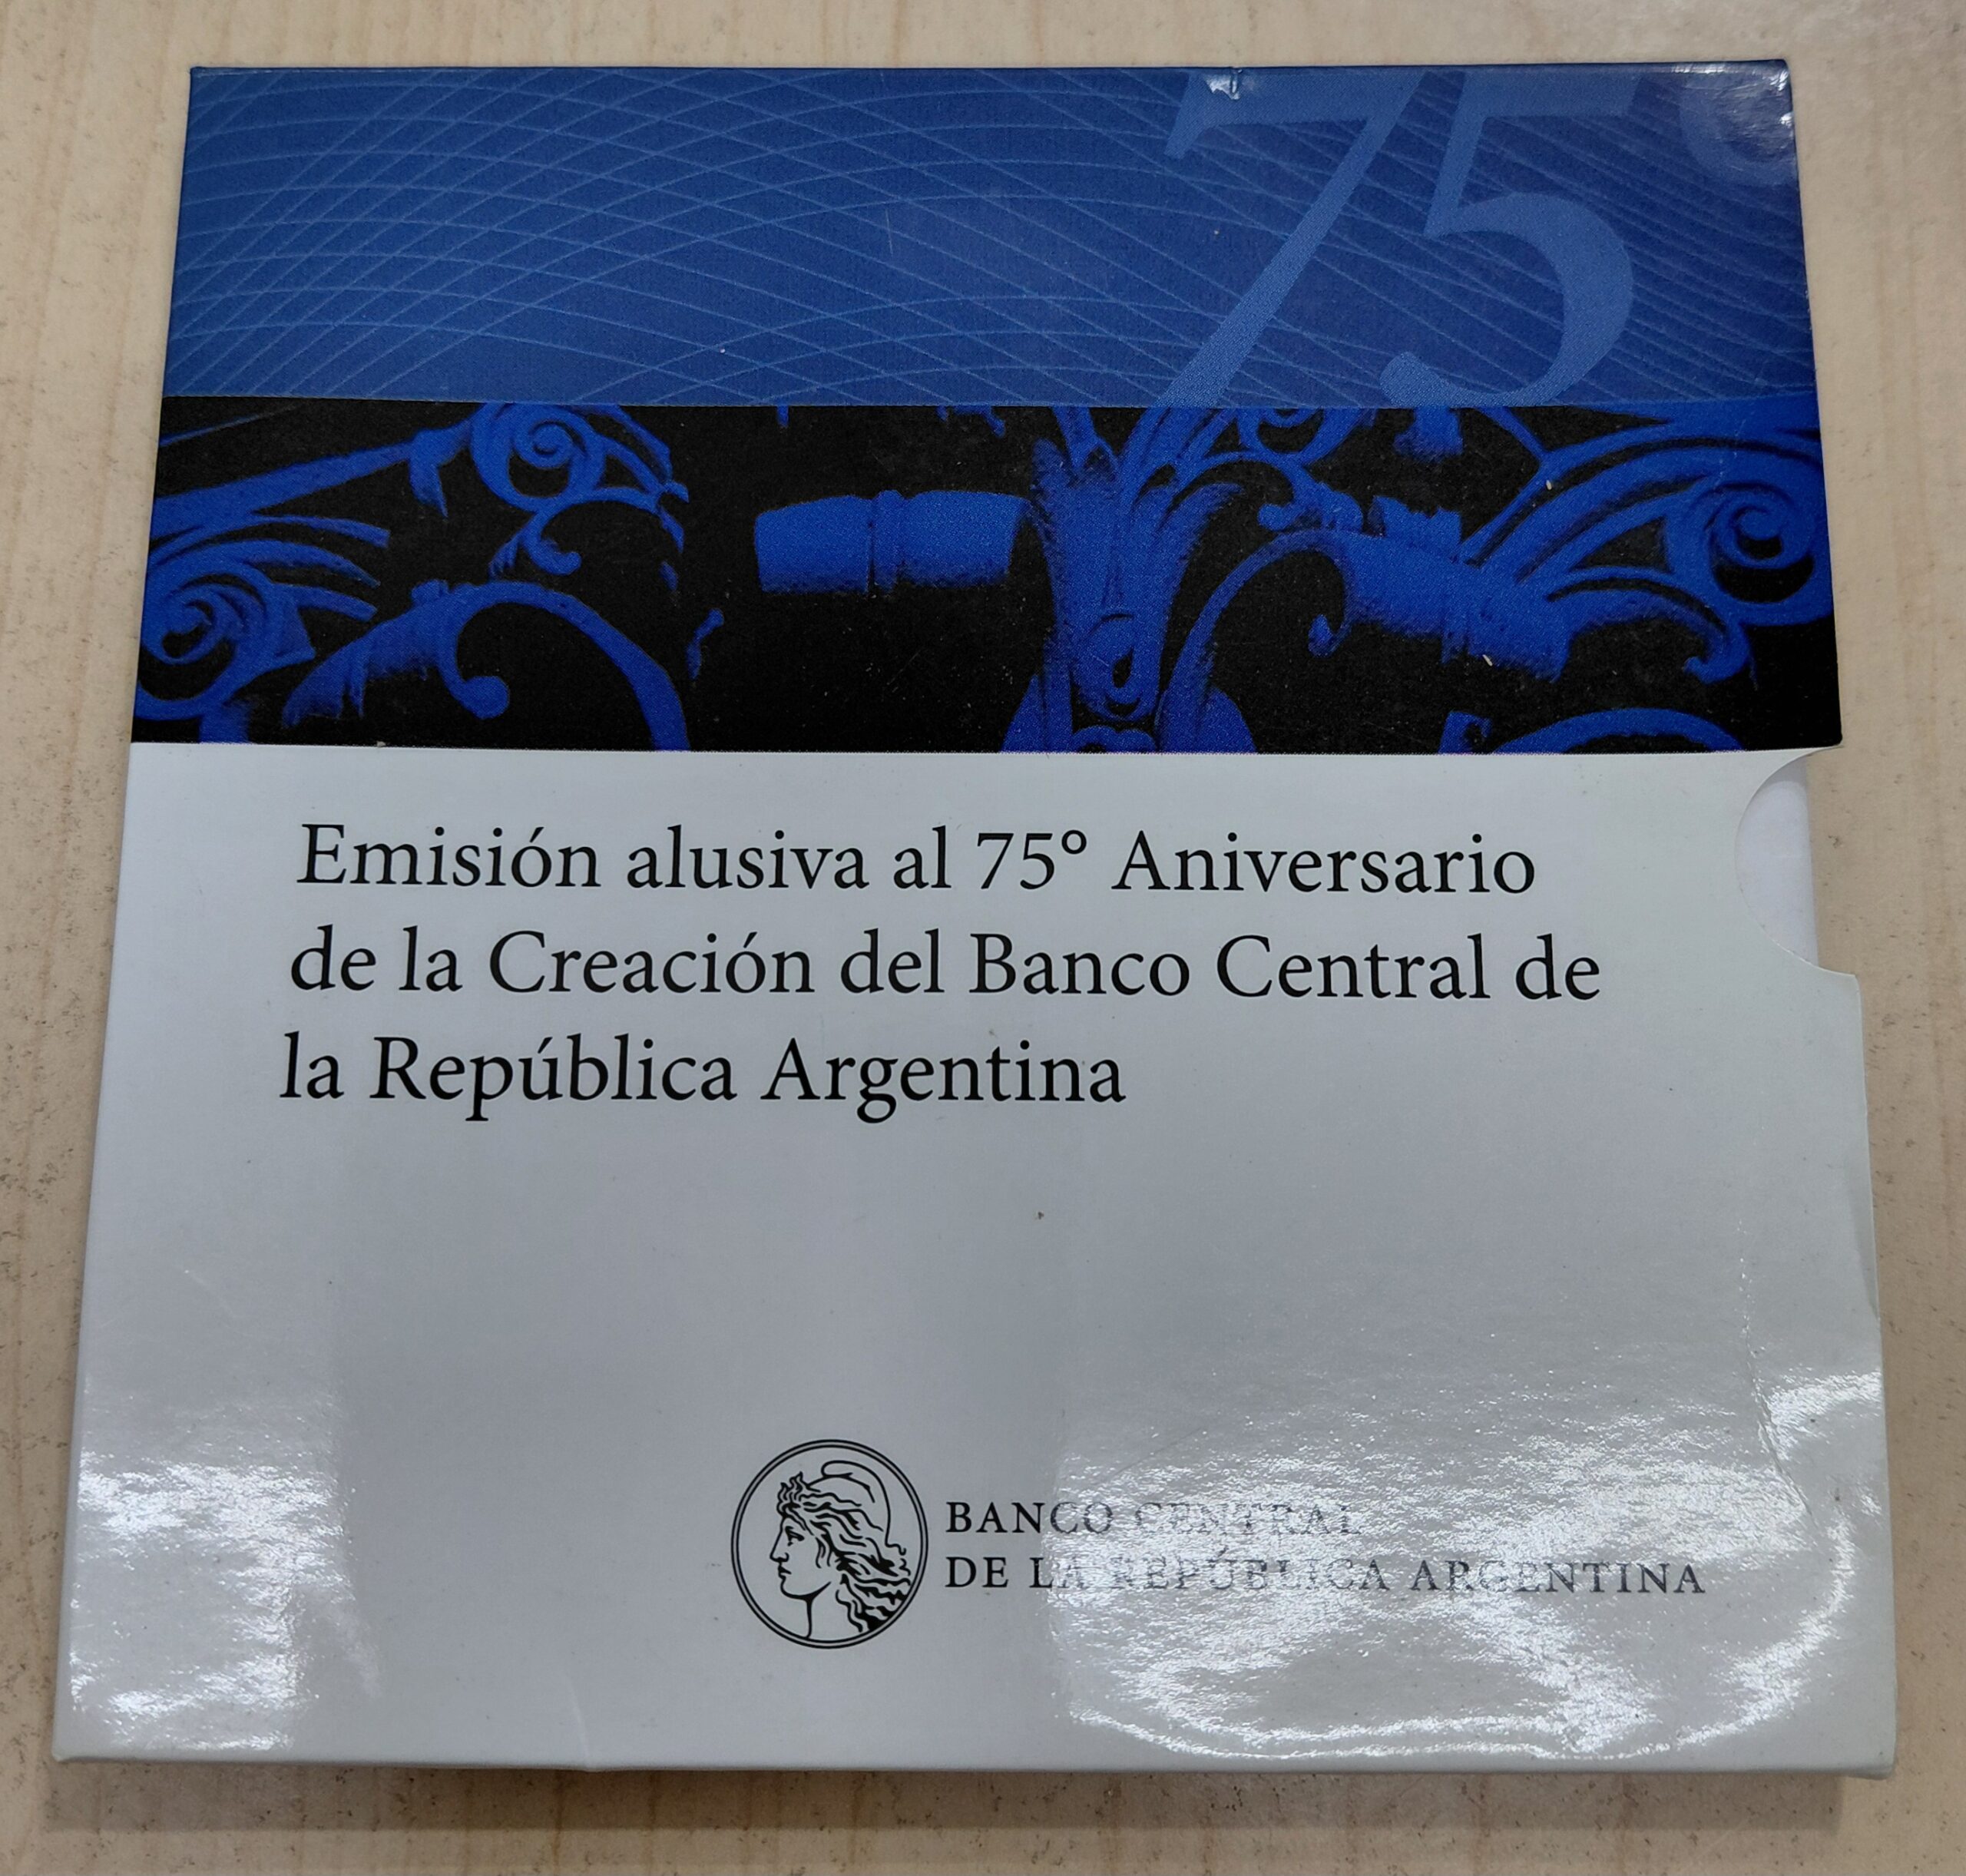 75°
Emisión alusiva al 75° Aniversario
de la Creación del Banco Central de
la República Argentina
BANCO CENTRAL
DE LA REPÚBLICA ARGENTINA